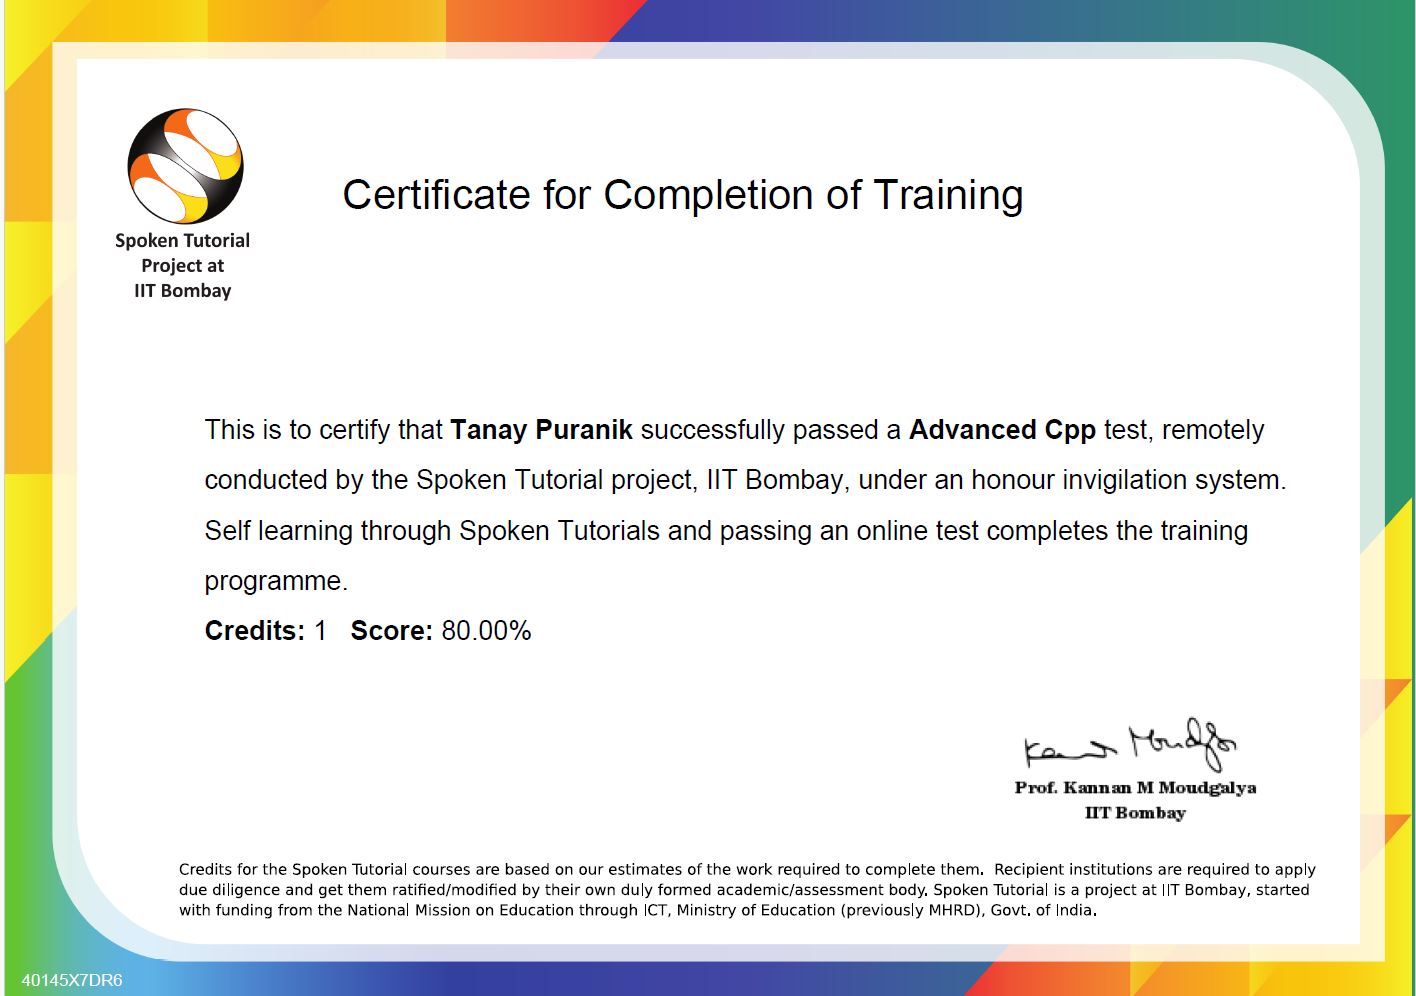 Spoken Tutorial
Project at
IIT Bombay
Certificate for Completion of Training
This is to certify that Tanay Puranik successfully passed a Advanced Cpp test, remotely
conducted by the Spoken Tutorial project, IIT Bombay, under an honour invigilation system.
Self learning through Spoken Tutorials and passing an online test completes the training
programme.
Credits: 1 Score: 80.00%
Kannan Moudgalya
Prof. Kannan M Moudgalya
IIT Bombay
Credits for the Spoken Tutorial courses are based on our estimates of the work required to complete them. Recipient institutions are required to apply
due diligence and get them ratified/modified by their own duly formed academic/assessment body. Spoken Tutorial is a project at IIT Bombay, started
with funding from the National Mission on Education through ICT, Ministry of Education (previously MHRD), Govt. of India.
40145X7DR6